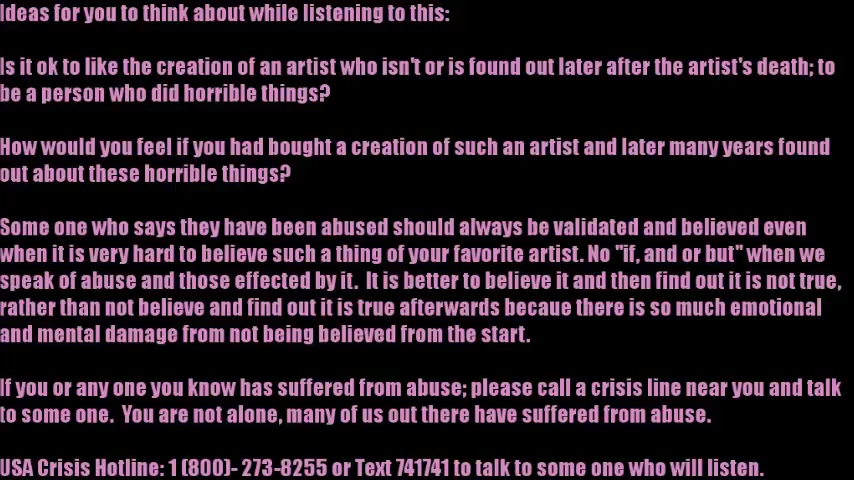 Ideas for you to think about while listening to this:
Is it ok to like the creation of an artist who isn't or is found out later after the artist's death; to
be a person who did horrible things?
How would you feel if you had bought a creation of such an artist and later many years found
out about these horrible things?
Some one who says they have been abused should always be validated and believed even
when it is very hard to believe such a thing of your favorite artist. No "if, and or but" when we
speak of abuse and those effected by it.  It is better to believe it and then find out it is not true,
rather than not believe and find out it is true afterwards becaue there is so much emotional
and mental damage from not being believed from the start.
If you or any one you know has suffered from abuse; please call a crisis line near you and talk
to some one.  You are not alone, many of us out there have suffered from abuse.
USA Crisis Hotline: 1 (800)- 273-8255 or Text 741741 to talk to some one who will listen.